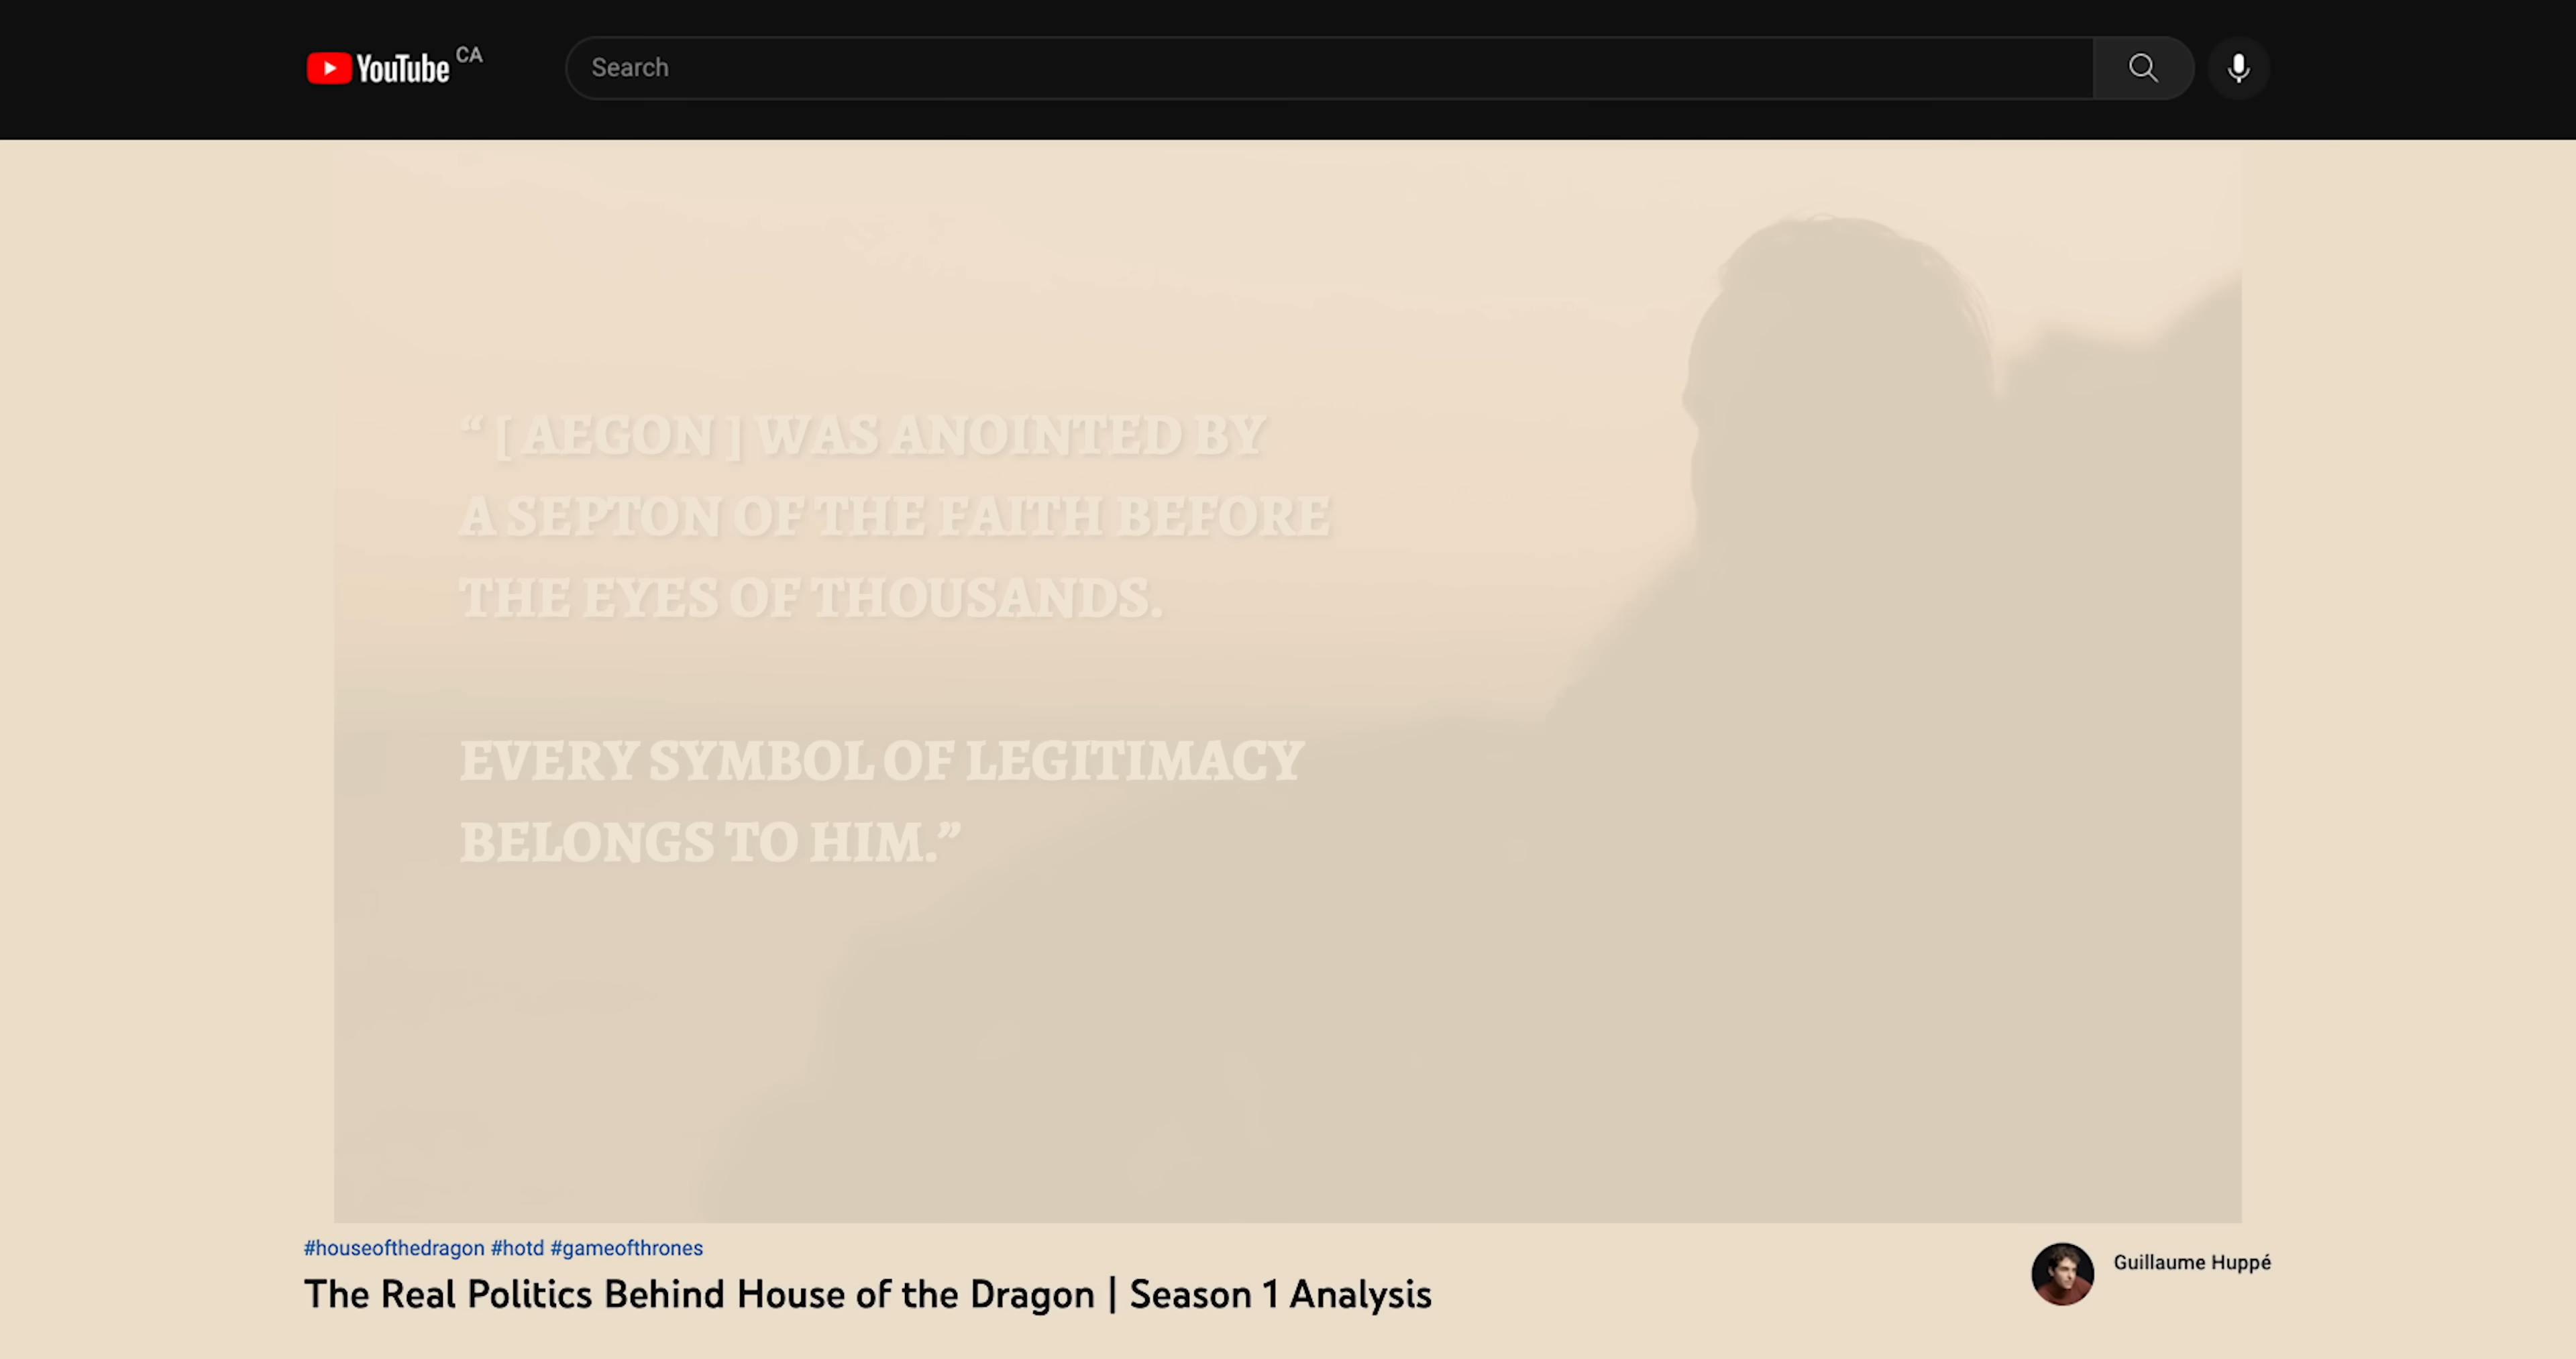 YouTube CA
Search
“ [ AEGON ] WAS ANOINTED BY
A SEPTON OF THE FAITH BEFORE
THE EYES OF THOUSANDS.
EVERY SYMBOL OF LEGITIMACY
BELONGS TO HIM.”
#houseofthedragon #hotd #gameofthrones
The Real Politics Behind House of the Dragon | Season 1 Analysis
Guillaume Huppé